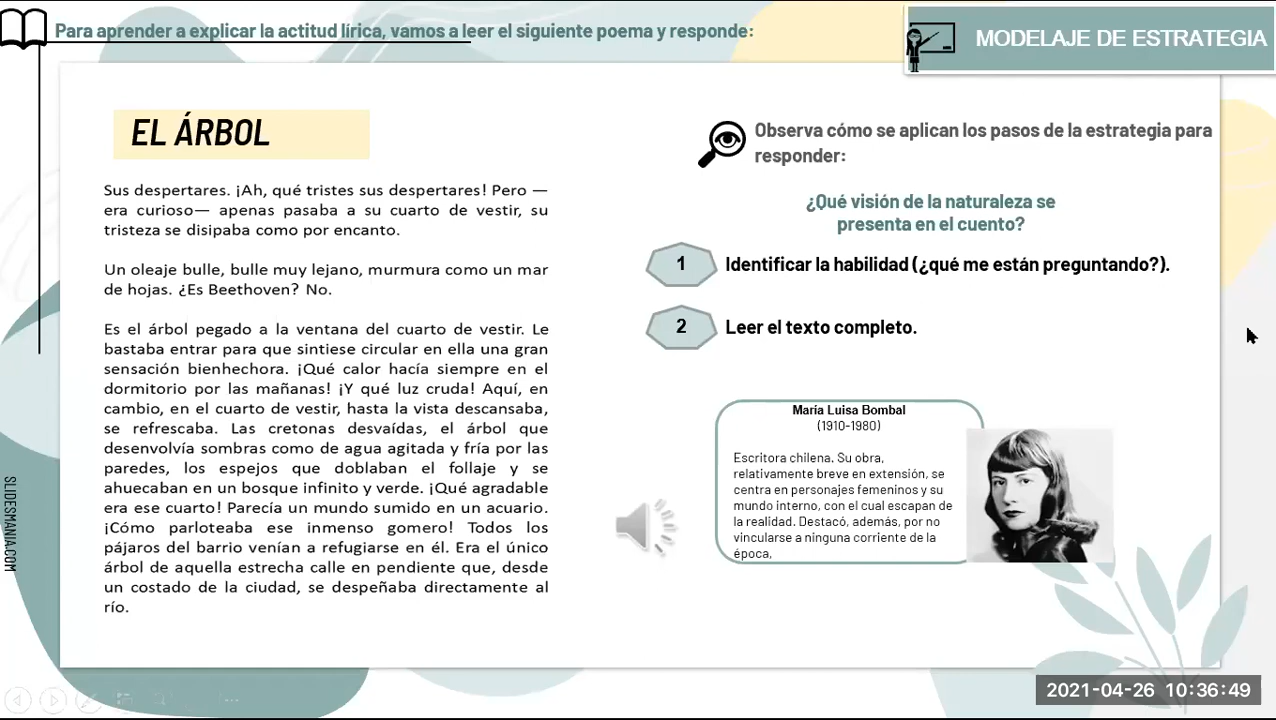 Para aprender a explicar la actitud lírica, vamos a leer el siguiente poema y responde:
MODELAJE DE ESTRATEGIA
EL ÁRBOL
Sus despertares. ¡Ah, qué tristes sus despertares! Pero —
era curioso— apenas pasaba a su cuarto de vestir, su
tristeza se disipaba como por encanto.
Un oleaje bulle, bulle muy lejano, murmura como un mar
de hojas. ¿Es Beethoven? No.
Es el árbol pegado a la ventana del cuarto de vestir. Le
bastaba entrar para que sintiese circular en ella una gran
sensación bienhechora. ¡Qué calor hacía siempre en el
dormitorio por las mañanas! ¡Y qué luz cruda! Aquí, en
cambio, en el cuarto de vestir, hasta la vista descansaba,
se refrescaba. Las cretonas desvaídas, el árbol que
desenvolvía sombras como de agua agitada y fría por las
paredes, los espejos que doblaban el follaje y se
ahuecaban en un bosque infinito y verde. ¡Qué agradable
era ese cuarto! Parecía un mundo sumido en un acuario.
¡Cómo parloteaba ese inmenso gomero! Todos los
pájaros del barrio venían a refugiarse en él. Era el único
árbol de aquella estrecha calle en pendiente que, desde
un costado de la ciudad, se despeñaba directamente al
río.
Observa cómo se aplican los pasos de la estrategia para
responder:
¿Qué visión de la naturaleza se
presenta en el cuento?
1 Identificar la habilidad (¿qué me están preguntando?).
2 Leer el texto completo.
María Luisa Bombal
(1910-1980)
Escritora chilena. Su obra,
relativamente breve en extensión, se
centra en personajes femeninos y su
mundo interno, con el cual escapan de
la realidad. Destacó, además, por no
vincularse a ninguna corriente de la
época,
SLIDESMANIA.COM
2021-04-26 10:36:49